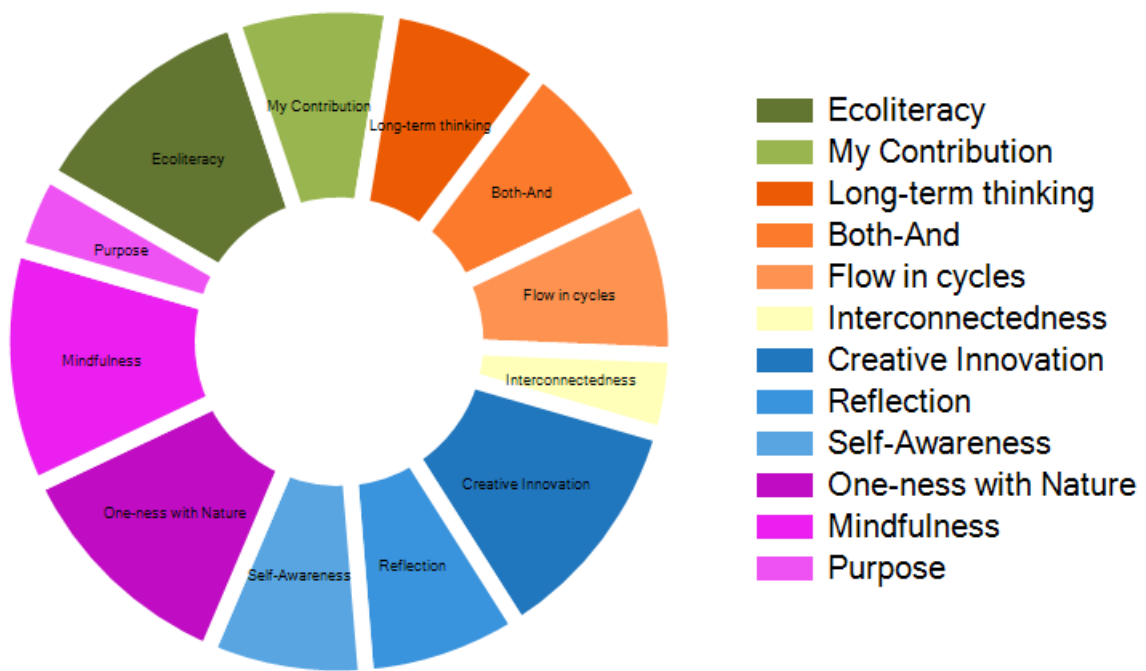 My Contribution
Long-term thinking
Ecoliteracy
Both-And
Purpose
Flow in cycles
Mindfulness
Interconnectedness
Creative Innovation
One-ness with Nature
Reflection
Self-Awareness
Ecoliteracy
My Contribution
Long-term thinking
Both-And
Flow in cycles
Interconnectedness
Creative Innovation
Reflection
Self-Awareness
One-ness with Nature
Mindfulness
Purpose